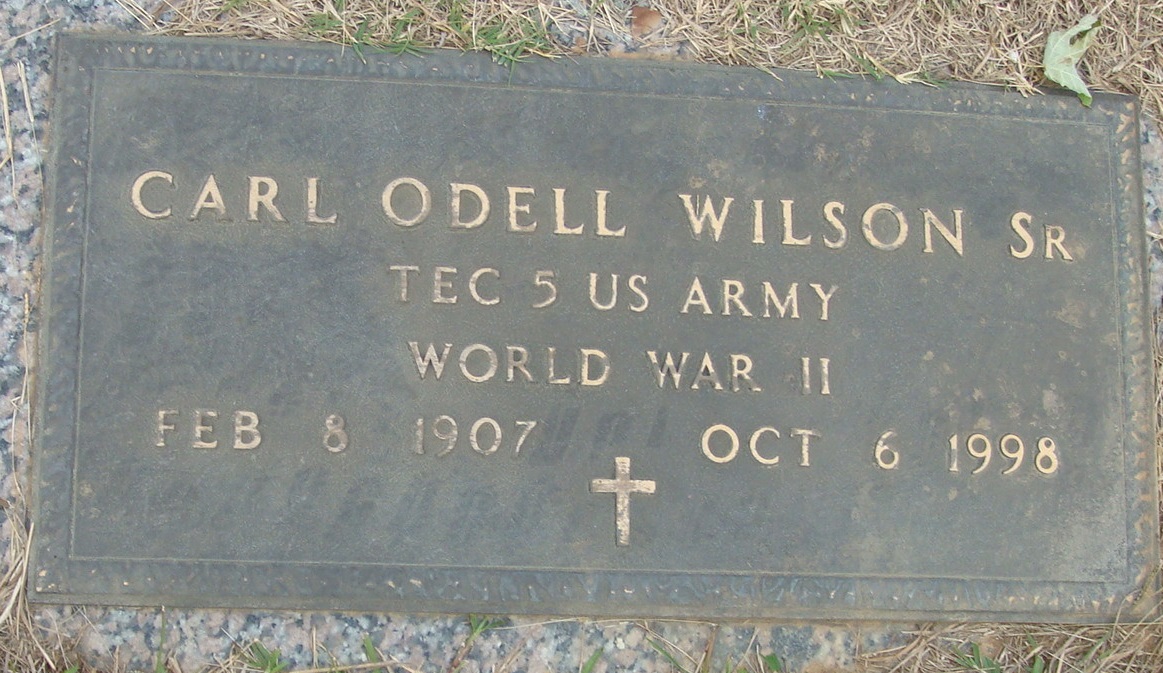 CARL ODELL WILSON SR
TEC 5 US ARMY
WORLD WAR II
FEB 8 1907 OCT 6 1998